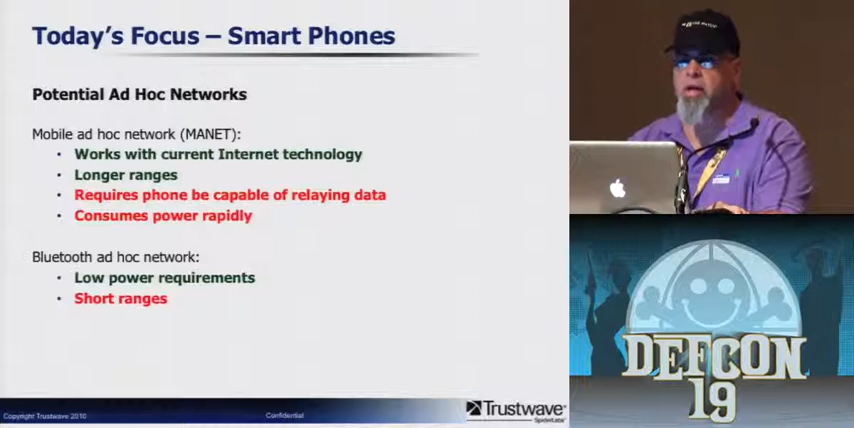 Today's Focus – Smart Phones
Potential Ad Hoc Networks
Mobile ad hoc network (MANET):
• Works with current Internet technology
• Longer ranges
• Requires phone be capable of relaying data
• Consumes power rapidly
Bluetooth ad hoc network:
• Low power requirements
• Short ranges
Copyright Trustwave 2010
Confidential
Trustwave®
SpiderLabs®
DEFCON
19